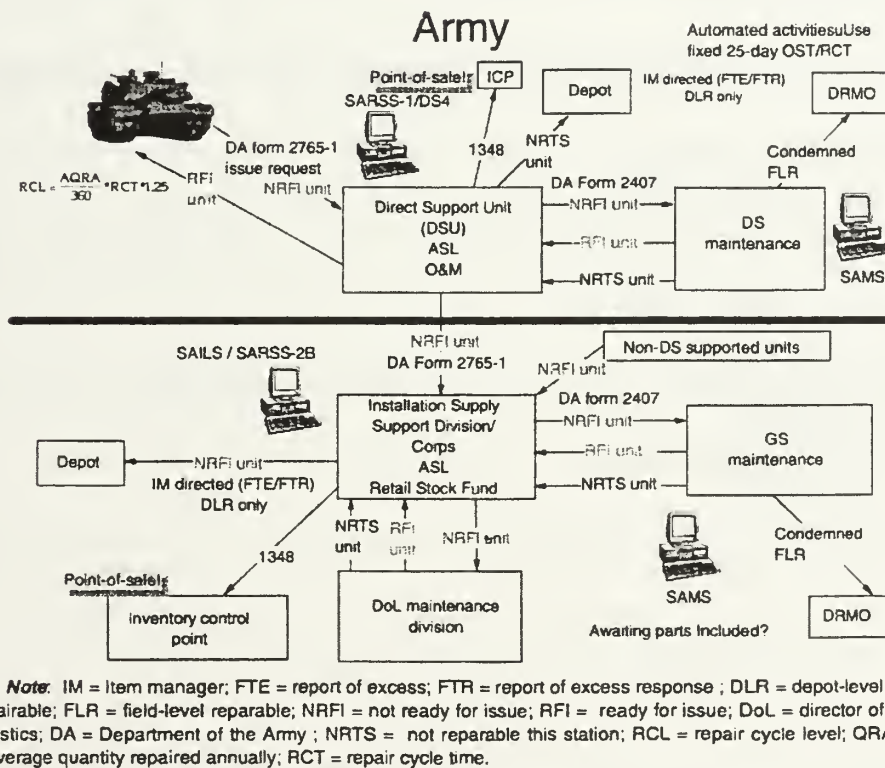 Army
Automated activitiesuUse
fixed 25-day OST/RCT
Point-of-sale!
ICP
SARSS-1/DS4
Depot
IM directed (FTE/FTR)
DLR only
DRMO
DA form 2765-1
issue request
NRFI unit
1348
NRTS
unit
Condemned
FLR
RCL = AQRA/360 *RCT*1.25
RFI
unit
Direct Support Unit
(DSU)
ASL
O&M
DA Form 2407
NRFI unit
RFI unit
NRTS unit
DS
maintenance
SAMS
NRFI unit
DA Form 2765-1
SAILS / SARSS-2B
Non-DS supported units
NRFI unit
Installation Supply
Support Division/
Corps
ASL
Retail Stock Fund
DA form 2407
NRFI unit
RFI unit
NRTS unit
GS
maintenance
Depot
NRFI unit
IM directed (FTE/FTR)
DLR only
NRTS
unit
RFI
unit
NRFI unit
1348
Condemned
FLR
Point-of-sale!
Inventory control
point
DoL maintenance
division
SAMS
Awaiting parts Included?
DRMO
Note: IM = Item manager; FTE = report of excess; FTR = report of excess response ; DLR = depot-level
airable; FLR = field-level reparable; NRFI = not ready for issue; RFI = ready for issue; DoL = director of
stics; DA = Department of the Army ; NRTS = not reparable this station; RCL = repair cycle level; QRA
verage quantity repaired annually; RCT = repair cycle time.